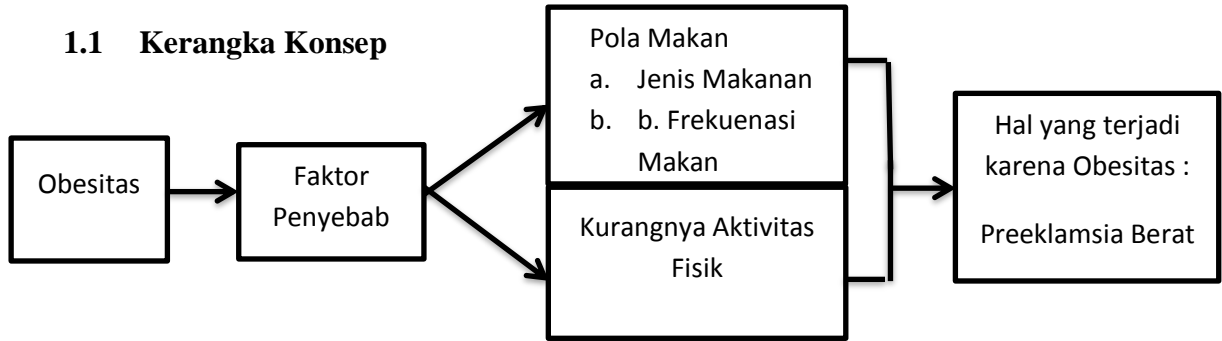 1.1 Kerangka Konsep
Obesitas
Faktor
Penyebab
Pola Makan
a. Jenis Makanan
b. b. Frekuenasi
Makan
Kurangnya Aktivitas
Fisik
Hal yang terjadi
karena Obesitas :
Preeklamsia Berat